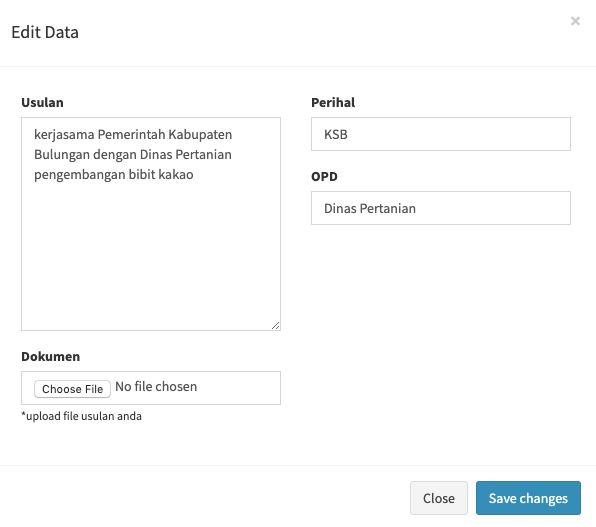 Edit Data
×
Usulan
kerjasama Pemerintah Kabupaten
Bulungan dengan Dinas Pertanian
pengembangan bibit kakao
Perihal
KSB
OPD
Dinas Pertanian
Dokumen
Choose File No file chosen
*upload file usulan anda
Close
Save changes